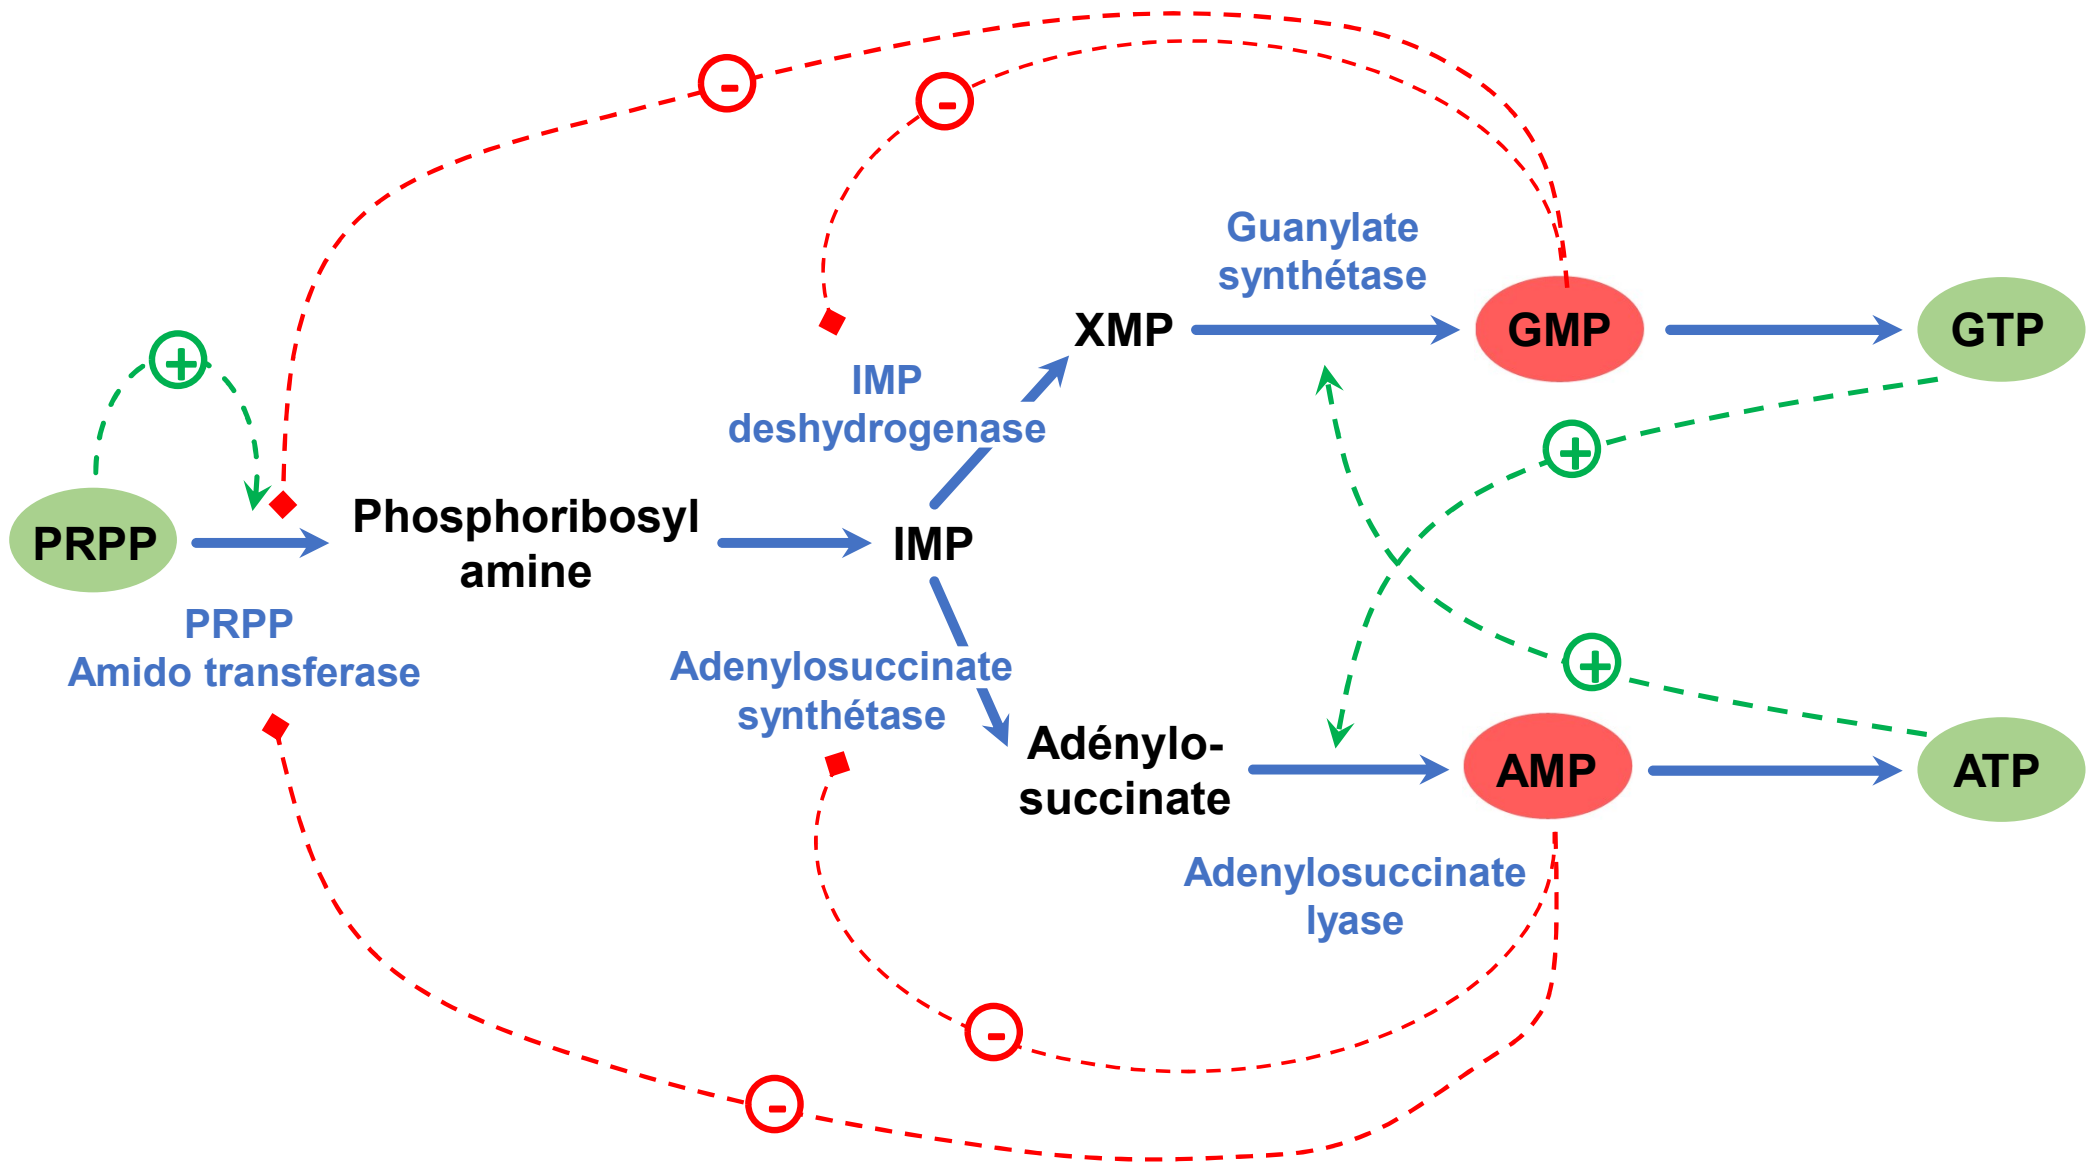 -
-
Guanylate
synthétase
+
XMP
GMP
GTP
IMP
deshydrogenase
+
PRPP
Phosphoribosyl
amine
IMP
PRPP
Amido transferase
Adenylosuccinate
synthétase
+
Adénylo-
succinate
AMP
ATP
Adenylosuccinate
lyase
-
-